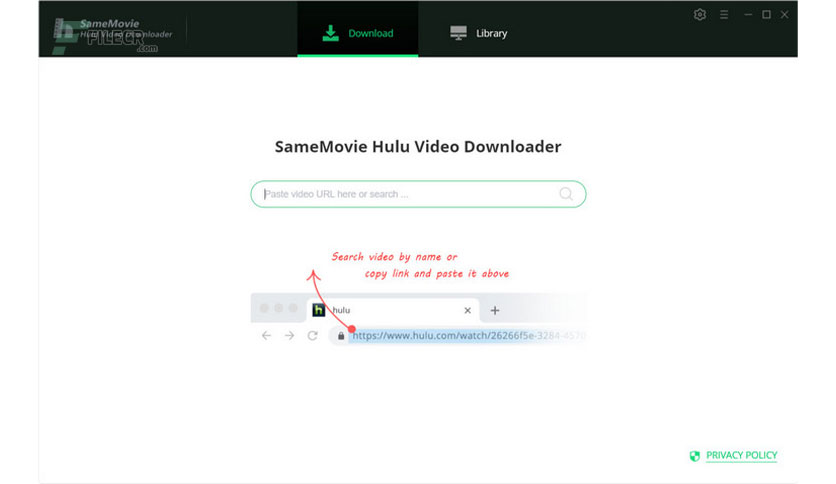 SameMovie
Hulu Video Downloader
FILECR
.com
Download
Library
SameMovie Hulu Video Downloader
Paste video URL here or search ...
Search video by name or
copy link and paste it above
h hulu
https://www.hulu.com/watch/26266f5e-3284-4570
PRIVACY POLICY